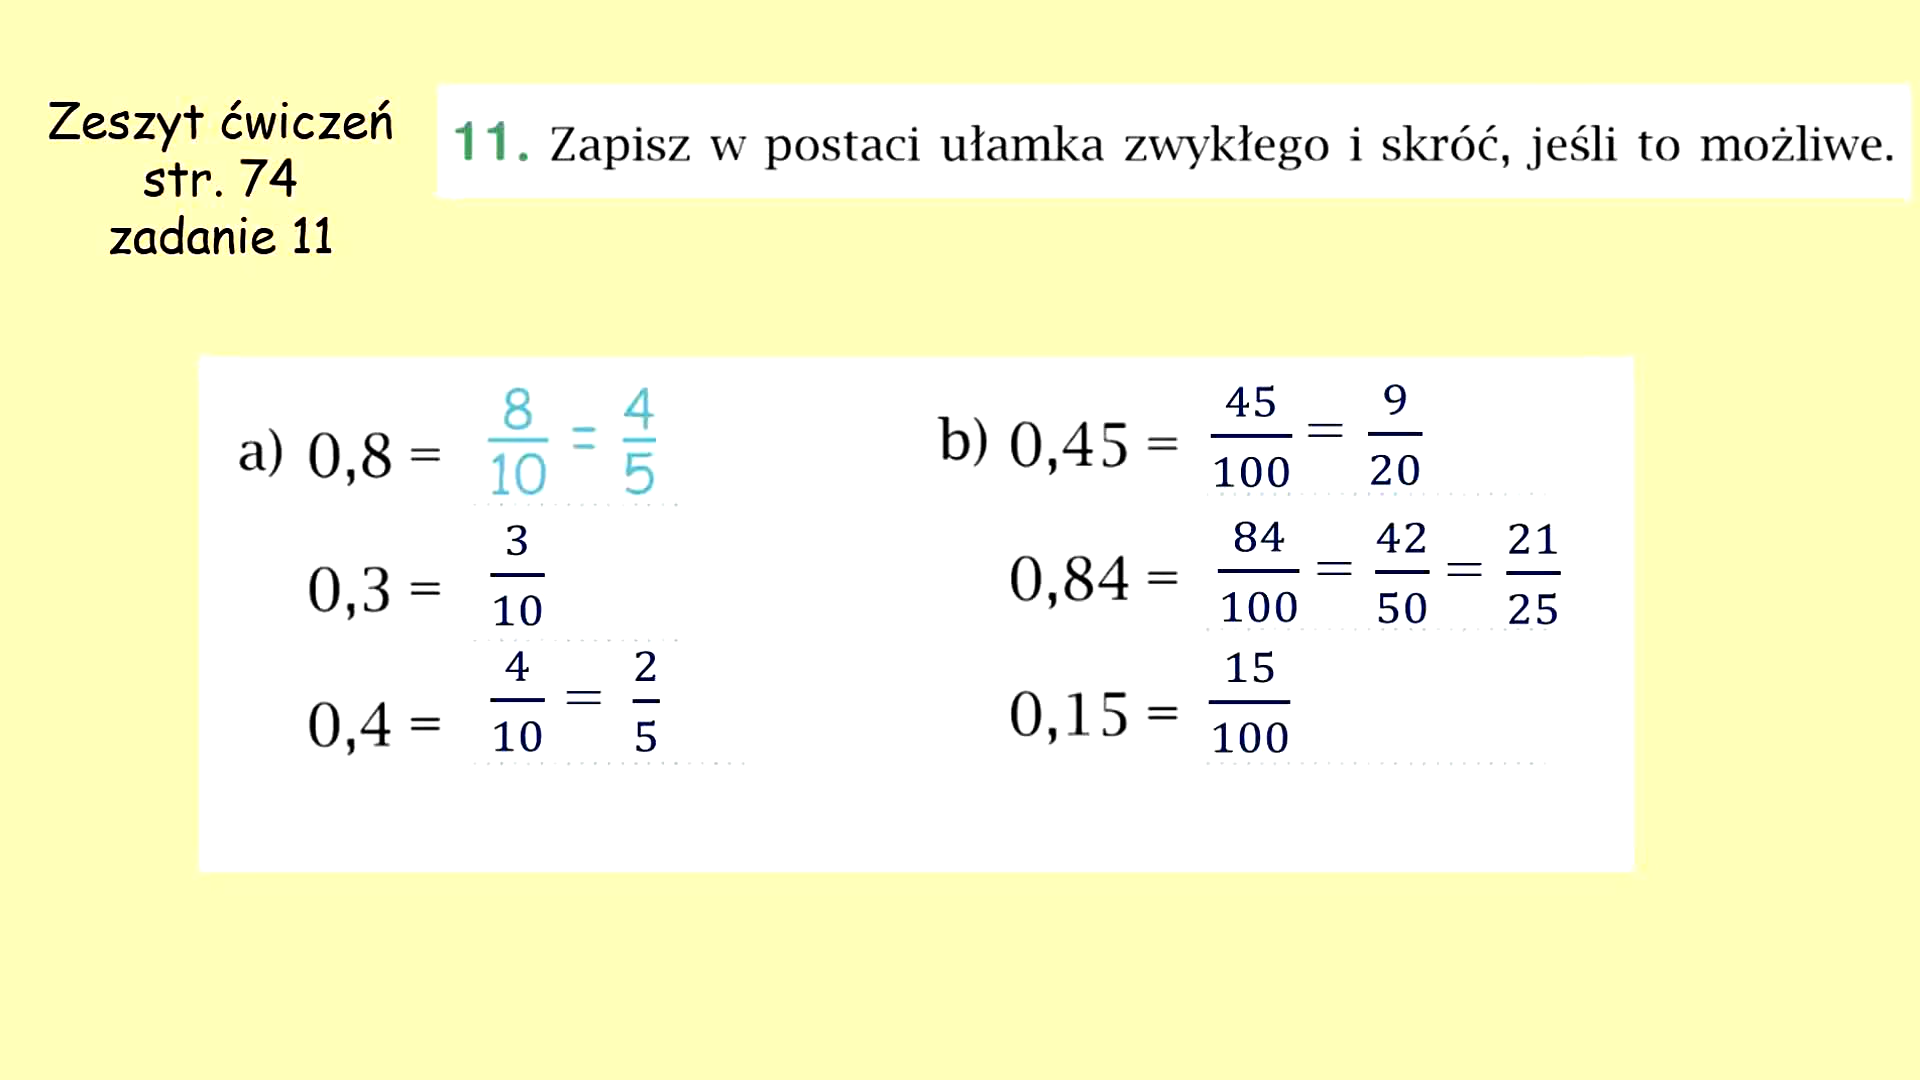 Zeszyt ćwiczeń
str. 74
zadanie 11
11. Zapisz w postaci ułamka zwykłego i skróć, jeśli to możliwe.
a) 0,8 = 8/10 = 4/5
0,3 = 3/10
0,4 = 4/10 = 2/5
b) 0,45 = 45/100 = 9/20
0,84 = 84/100 = 42/50 = 21/25
0,15 = 15/100